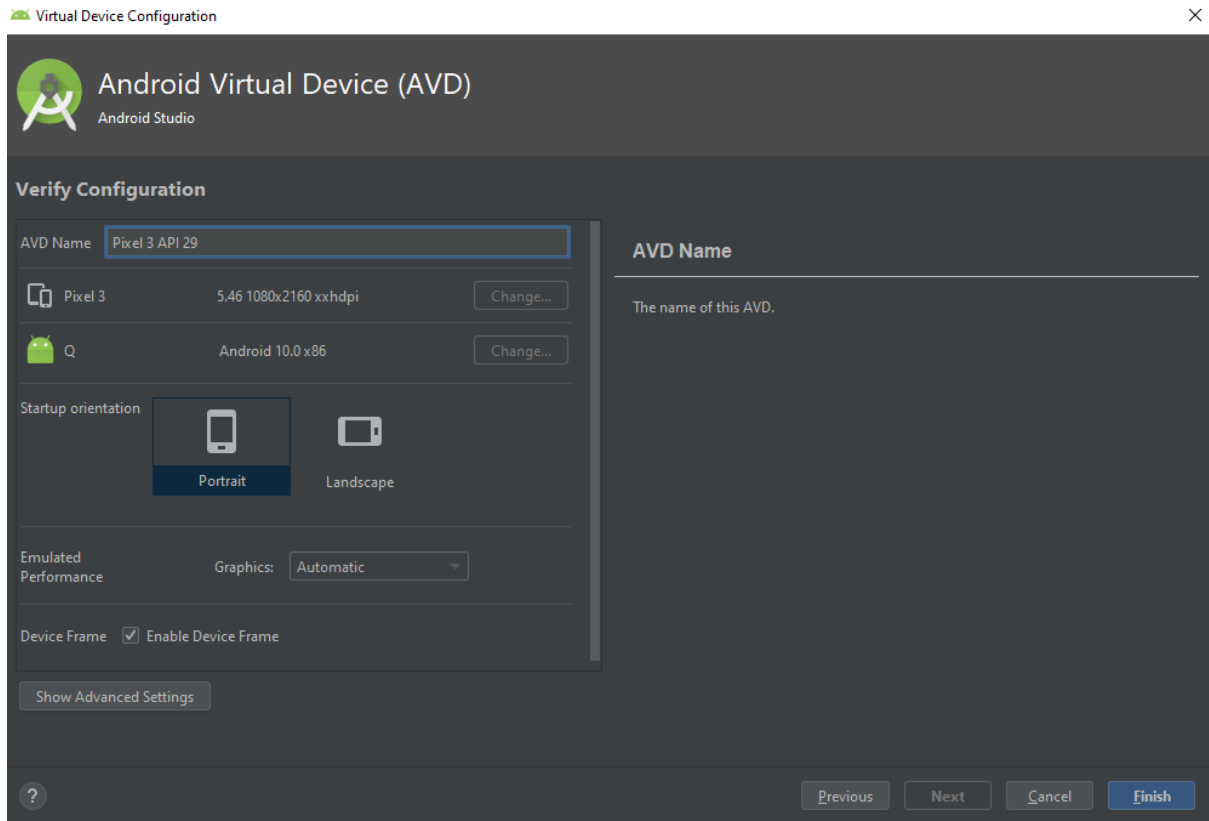 Virtual Device Configuration
Android Virtual Device (AVD)
Android Studio
Verify Configuration
AVD Name Pixel 3 API 29
Pixel 3 5.46 1080x2160 xxhdpi Change...
Q Android 10.0 x86 Change...
Startup orientation
Portrait
Landscape
Emulated
Performance
Graphics: Automatic
Device Frame Enable Device Frame
Show Advanced Settings
AVD Name
The name of this AVD.
?
Previous Next Cancel Finish